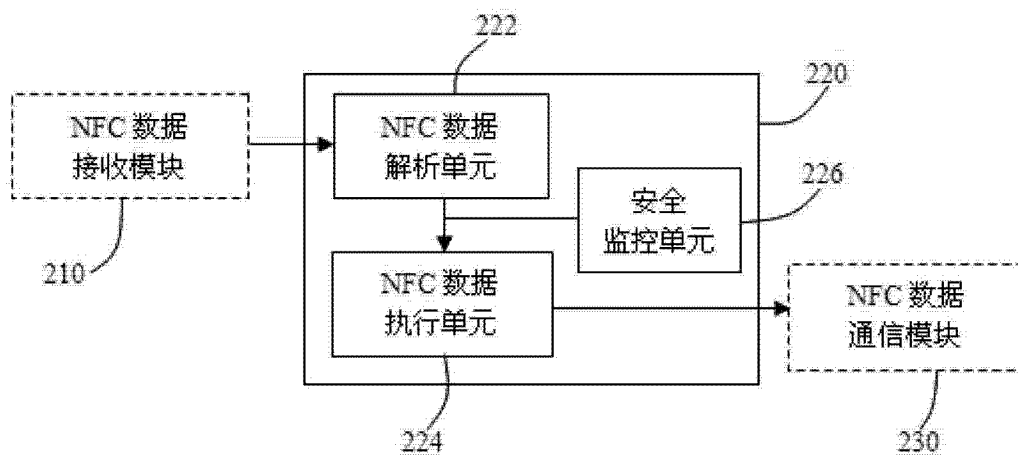 222
220
NFC 数据
接收模块
NFC 数据
解析单元
226
安全
监控单元
210
NFC 数据
执行单元
NFC 数据
通信模块
224
230